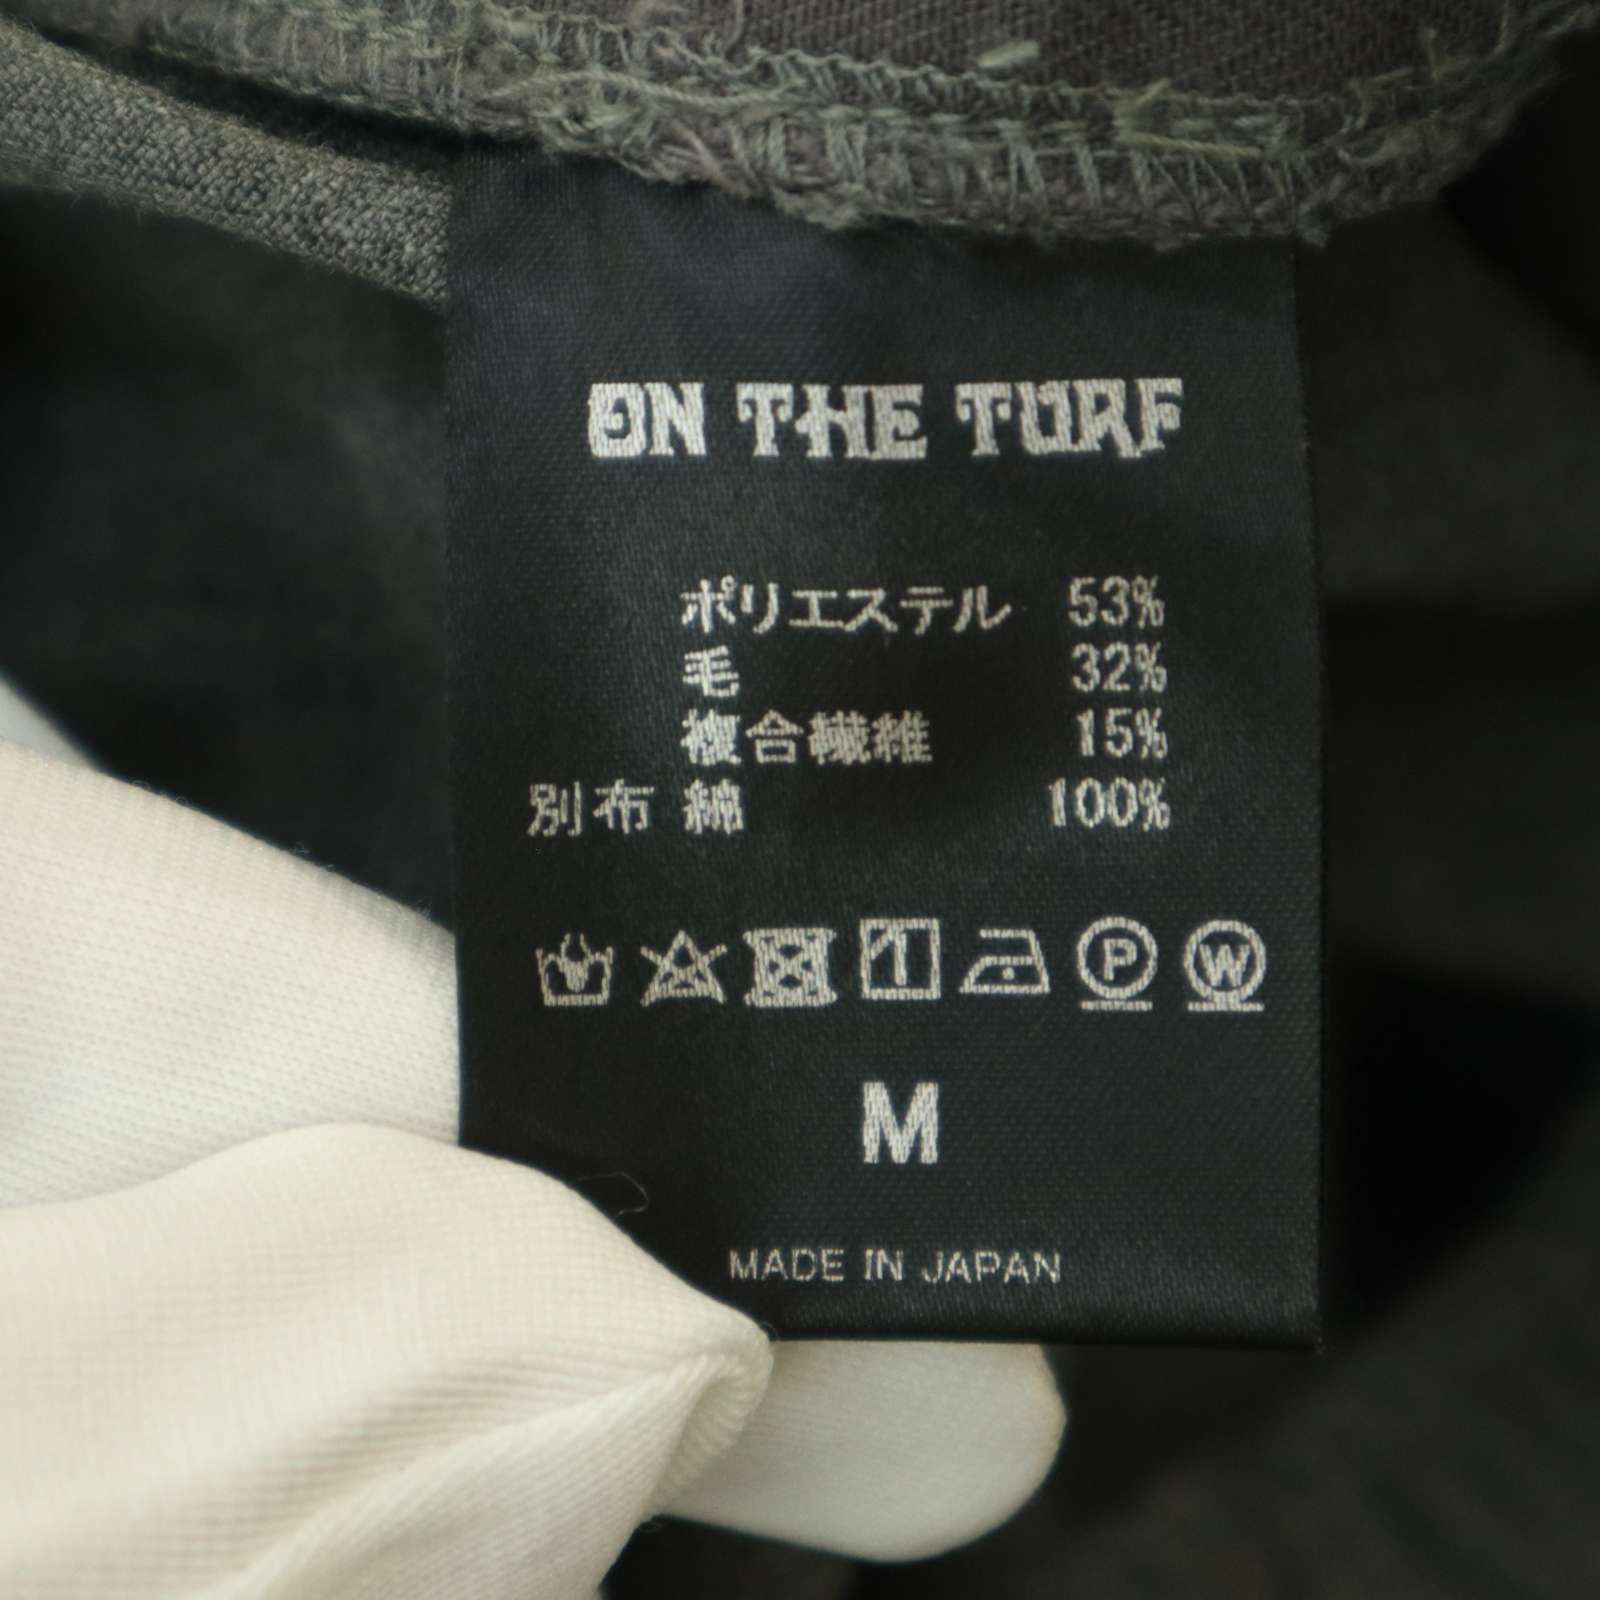 ON THE TURF
ポリエステル 53%
毛 32%
複合繊維 15%
別布 綿 100%
P W
M
MADE IN JAPAN